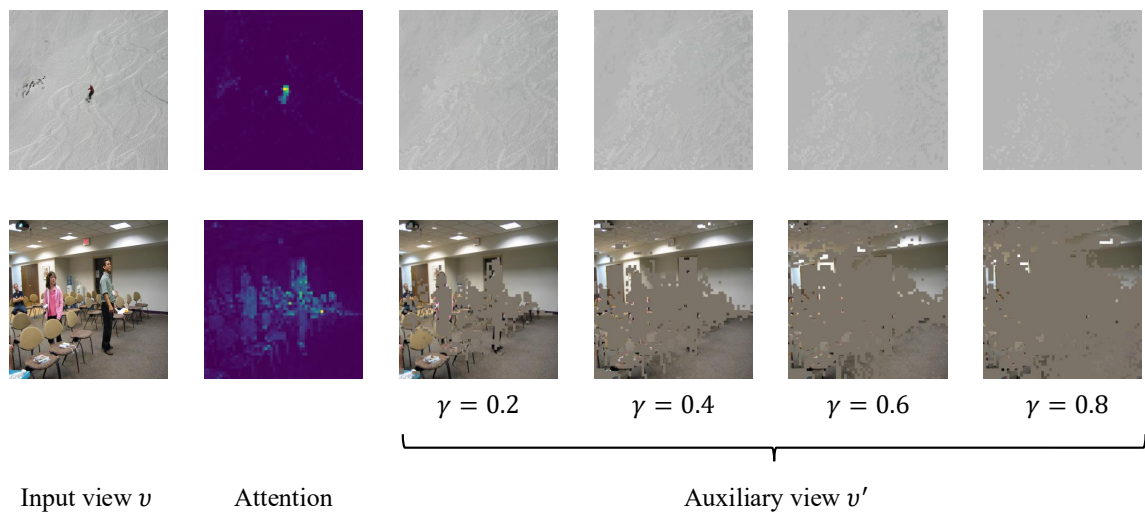 γ = 0.2 γ = 0.4 γ = 0.6 γ = 0.8
Input view υ Attention Auxiliary view υ′